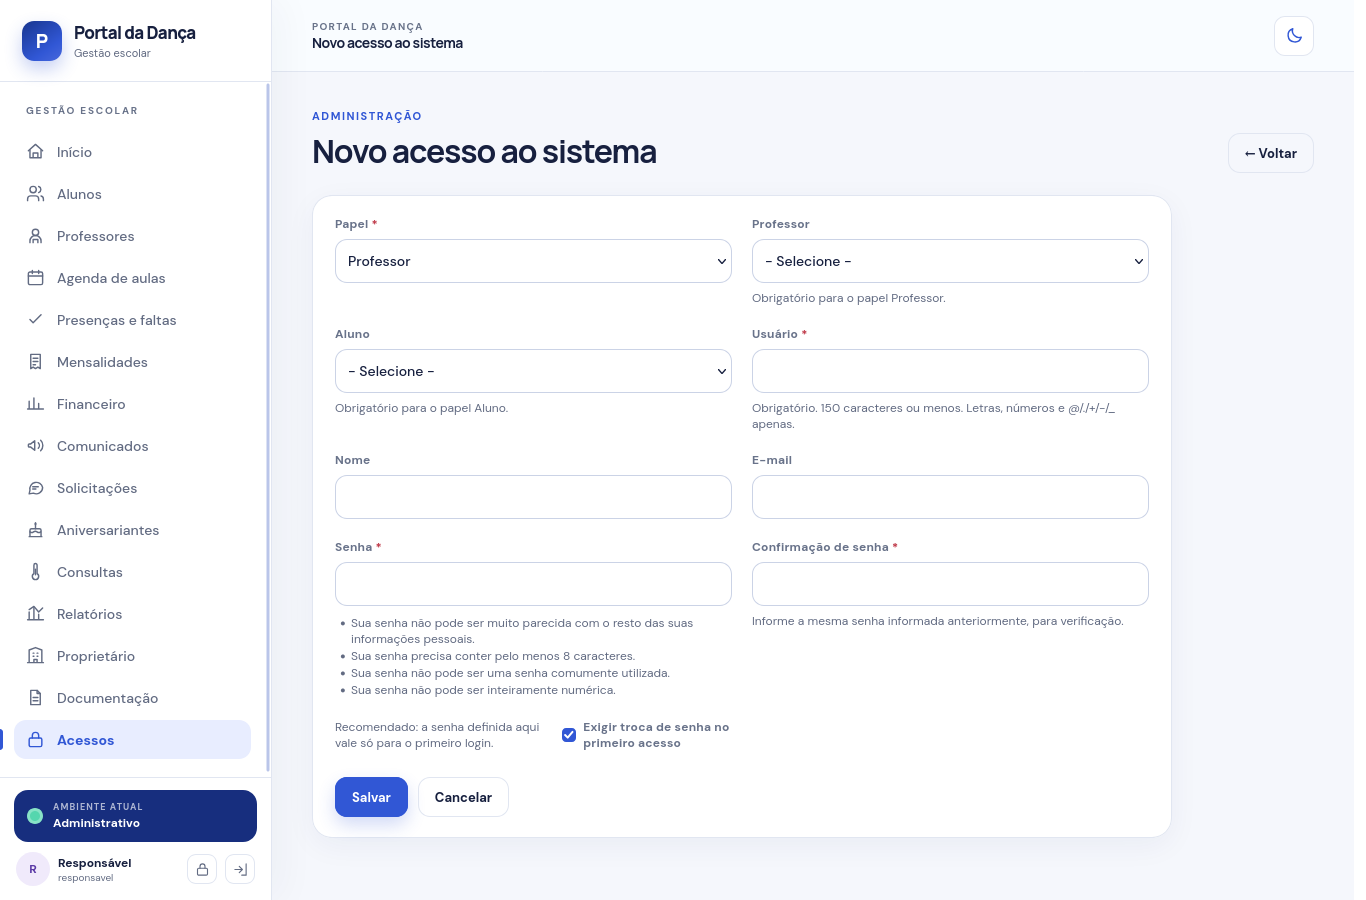 P
Portal da Dança
Gestão escolar
GESTÃO ESCOLAR
Início
Alunos
Professores
Agenda de aulas
Presenças e faltas
Mensalidades
Financeiro
Comunicados
Solicitações
Aniversariantes
Consultas
Relatórios
Proprietário
Documentação
Acessos
AMBIENTE ATUAL
Administrativo
R
Responsável
responsavel
PORTAL DA DANÇA
Novo acesso ao sistema
ADMINISTRAÇÃO
Novo acesso ao sistema
← Voltar
Papel *
Professor
Professor
- Selecione -
Obrigatório para o papel Professor.
Aluno
- Selecione -
Obrigatório para o papel Aluno.
Usuário *
Obrigatório. 150 caracteres ou menos. Letras, números e @/./+/-/_
apenas.
Nome
E-mail
Senha *
Sua senha não pode ser muito parecida com o resto das suas
informações pessoais.
Sua senha precisa conter pelo menos 8 caracteres.
Sua senha não pode ser uma senha comumente utilizada.
Sua senha não pode ser inteiramente numérica.
Confirmação de senha *
Informe a mesma senha informada anteriormente, para verificação.
Recomendado: a senha definida aqui
vale só para o primeiro login.
Exigir troca de senha no
primeiro acesso
Salvar
Cancelar